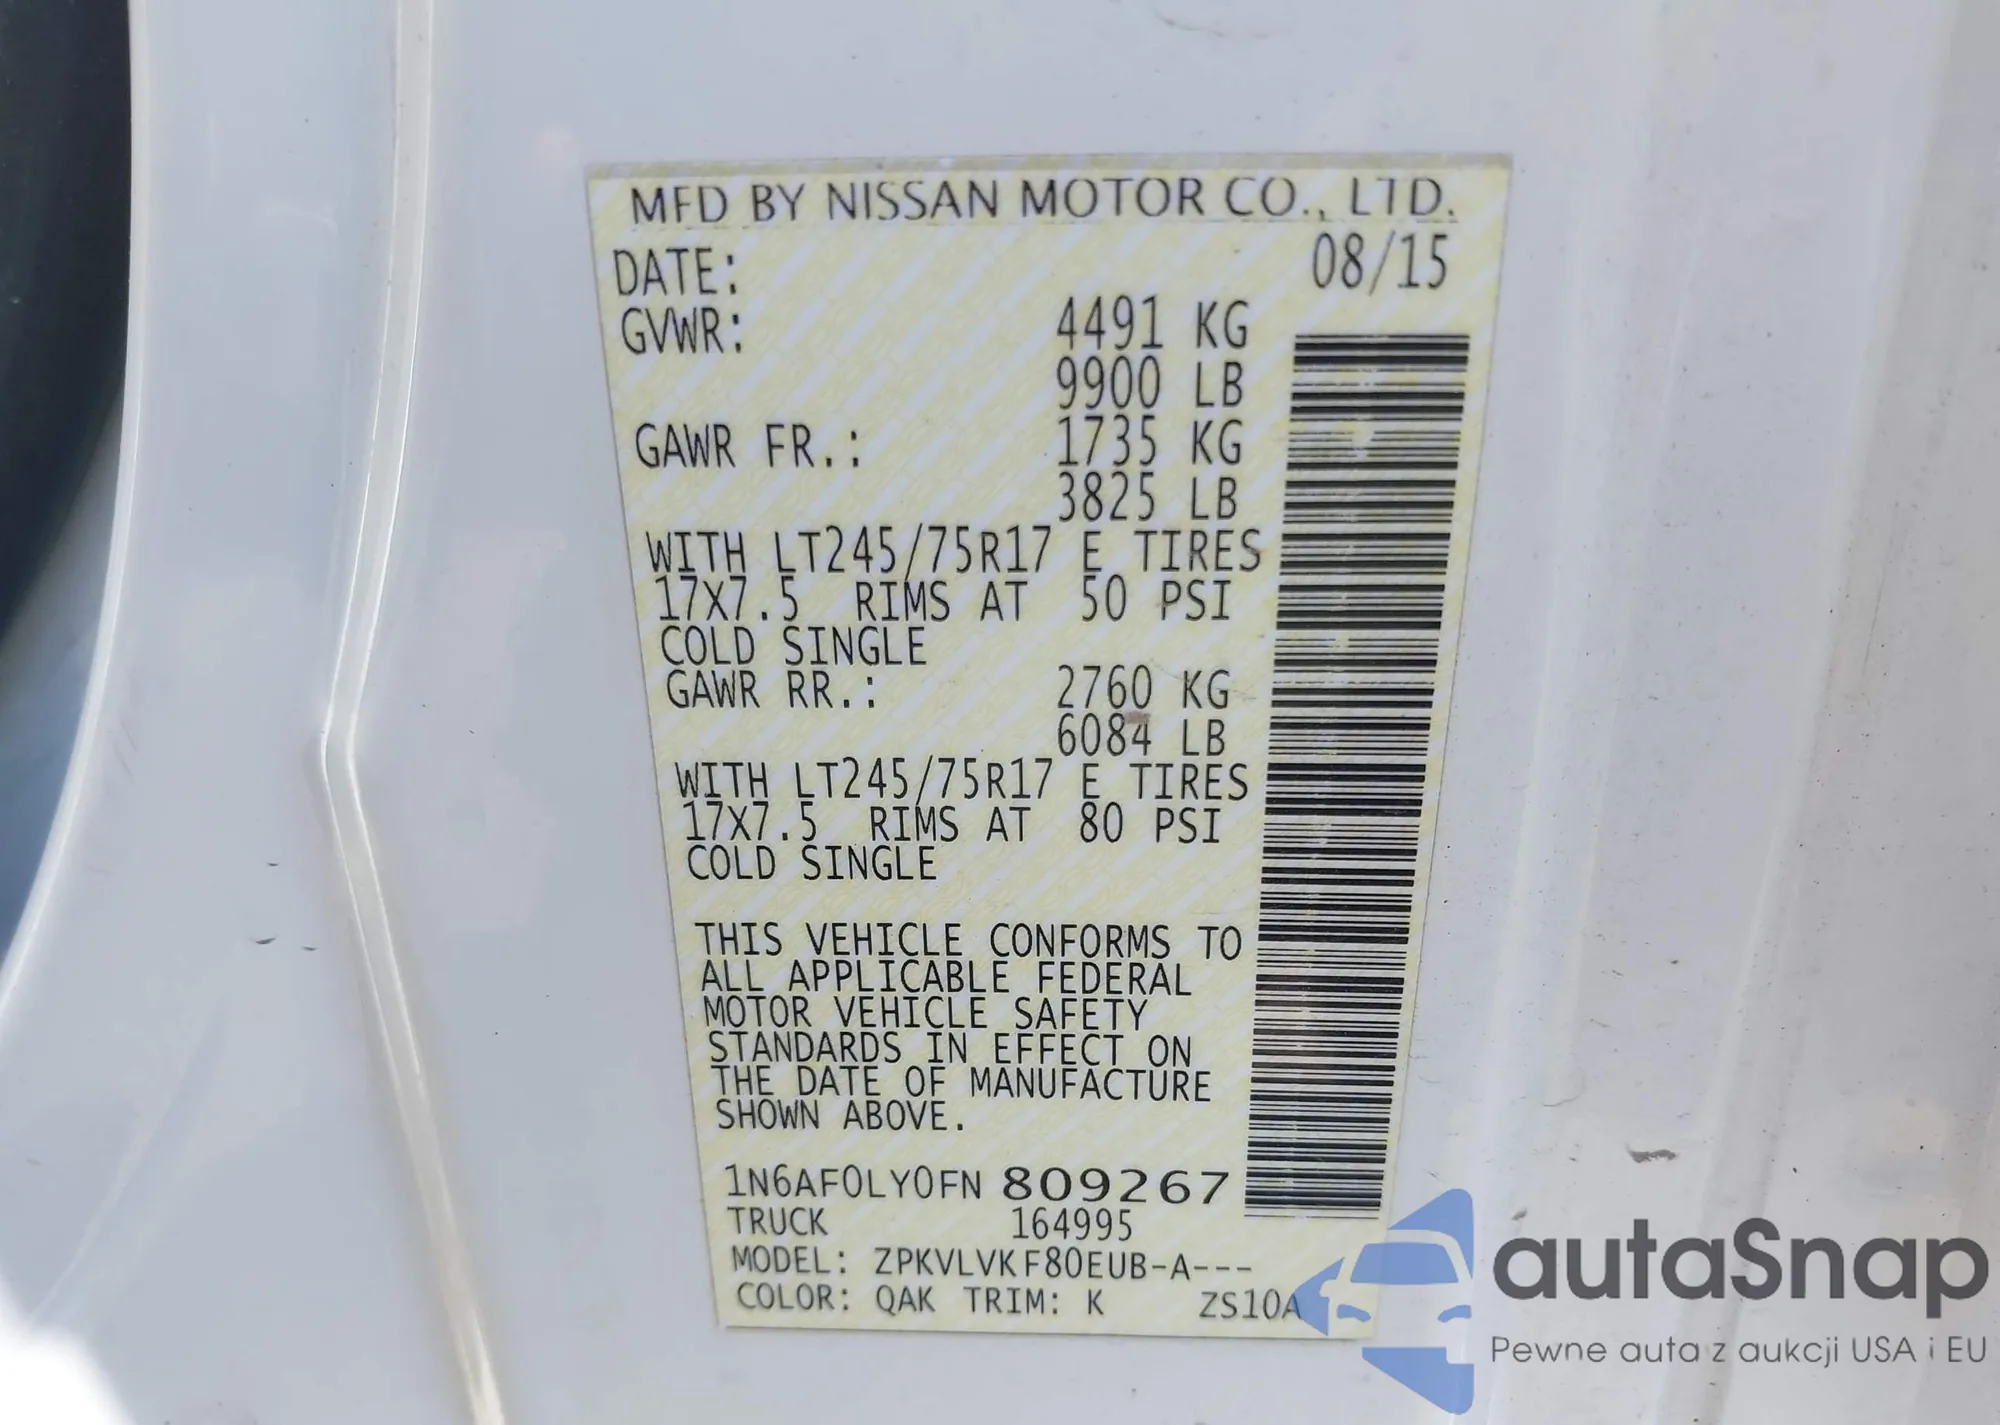 MFD BY NISSAN MOTOR CO., LTD.
DATE: 08/15
GVWR: 4491 KG
9900 LB
GAWR FR.: 1735 KG
3825 LB
WITH LT245/75R17 E TIRES
17X7.5 RIMS AT 50 PSI
COLD SINGLE
GAWR RR.: 2760 KG
6084 LB
WITH LT245/75R17 E TIRES
17X7.5 RIMS AT 80 PSI
COLD SINGLE
THIS VEHICLE CONFORMS TO
ALL APPLICABLE FEDERAL
MOTOR VEHICLE SAFETY
STANDARDS IN EFFECT ON
THE DATE OF MANUFACTURE
SHOWN ABOVE.
1N6AF0LY0FN 809267
TRUCK 164995
MODEL: ZPKVLVKF80EUB-A---
COLOR: QAK TRIM: K ZS10A
autaSnap
Pewne auta z aukcji USA i EU